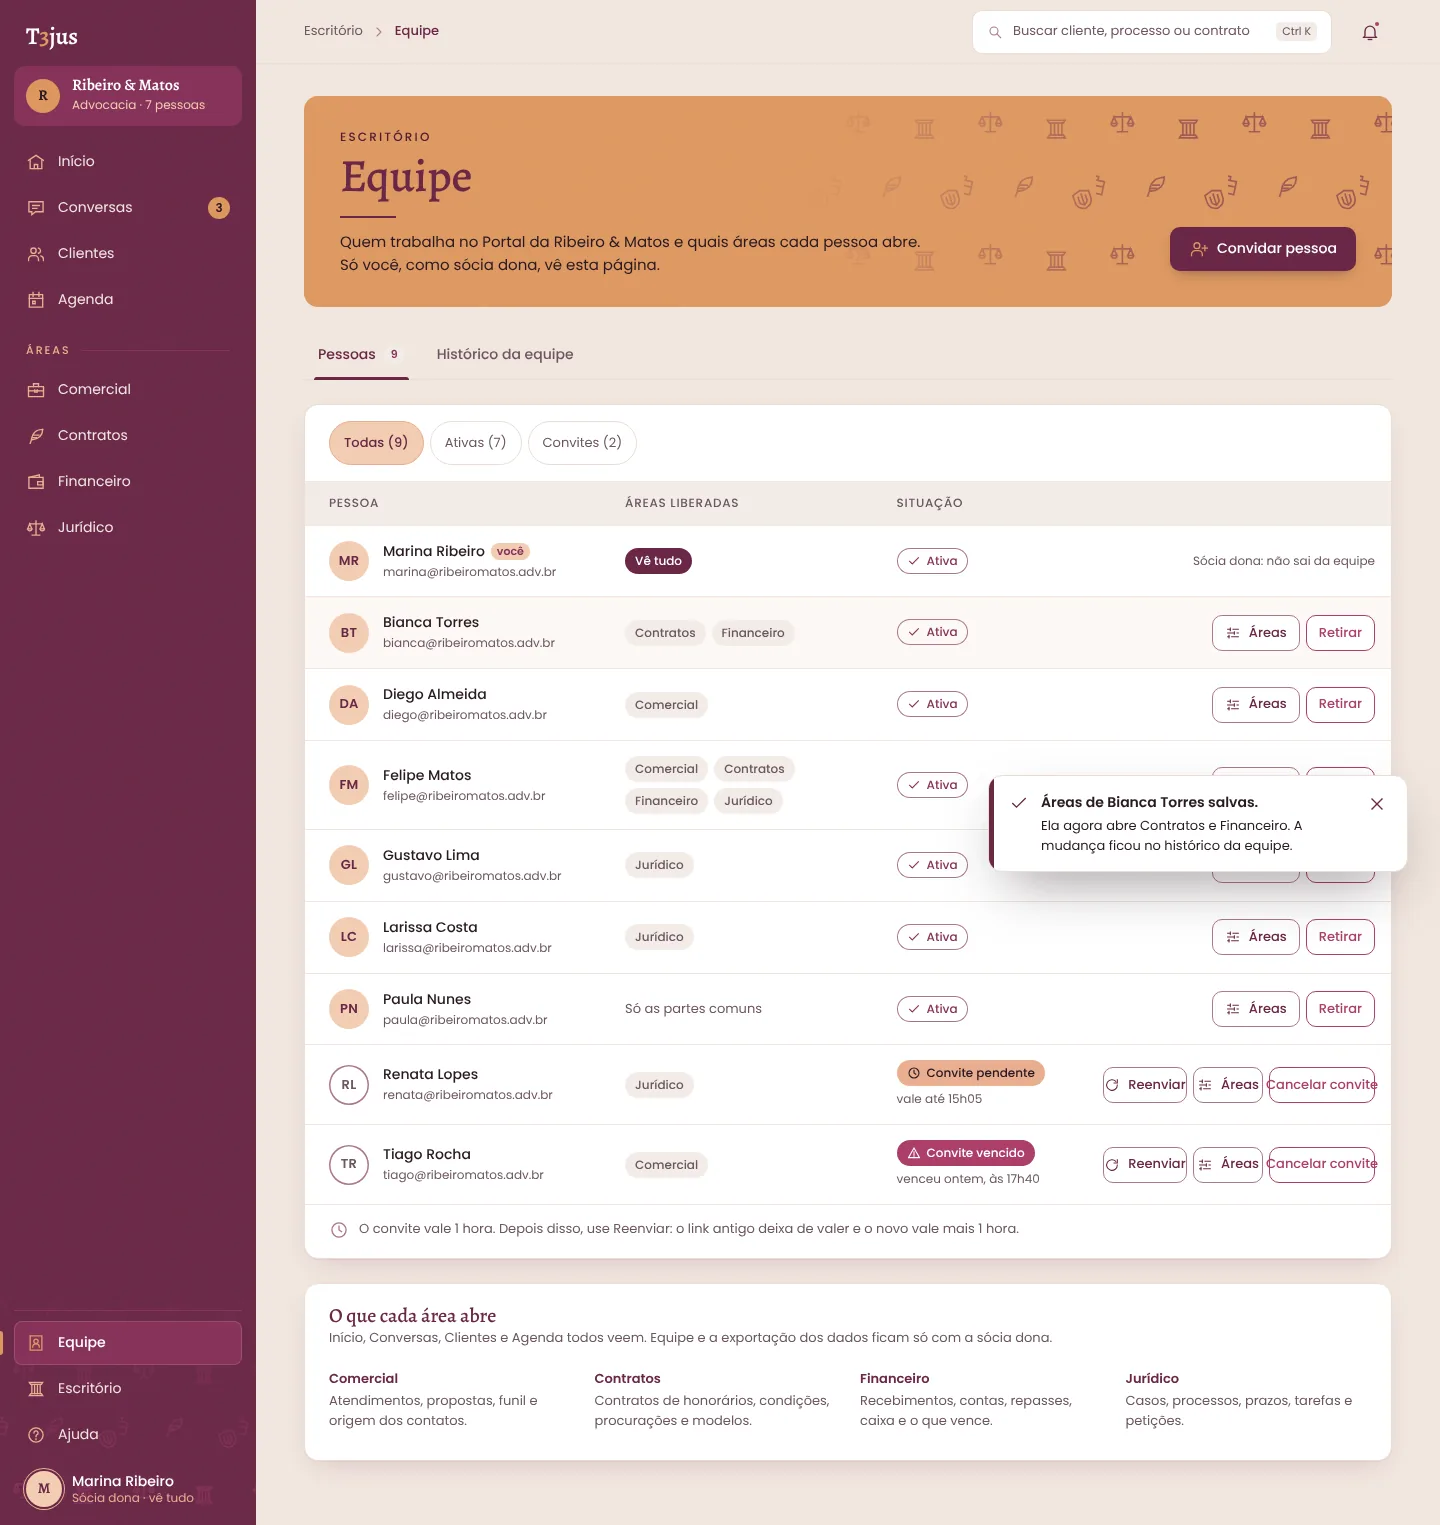 T3jus
R
Ribeiro & Matos
Advocacia · 7 pessoas
Início
Conversas 3
Clientes
Agenda
ÁREAS
Comercial
Contratos
Financeiro
Jurídico
Equipe
Escritório
Ajuda
M
Marina Ribeiro
Sócia dona · vê tudo
Escritório > Equipe
Buscar cliente, processo ou contrato Ctrl K
ESCRITÓRIO
Equipe
Quem trabalha no Portal da Ribeiro & Matos e quais áreas cada pessoa abre.
Só você, como sócia dona, vê esta página.
Convidar pessoa
Pessoas 9 Histórico da equipe
Todas (9) Ativas (7) Convites (2)
PESSOA ÁREAS LIBERADAS SITUAÇÃO
MR Marina Ribeiro você
marina@ribeiromatos.adv.br
Vê tudo Ativa Sócia dona: não sai da equipe
BT Bianca Torres
bianca@ribeiromatos.adv.br
Contratos Financeiro Ativa Áreas Retirar
DA Diego Almeida
diego@ribeiromatos.adv.br
Comercial Ativa Áreas Retirar
FM Felipe Matos
felipe@ribeiromatos.adv.br
Comercial Contratos
Financeiro Jurídico
Ativa
Áreas de Bianca Torres salvas.
Ela agora abre Contratos e Financeiro. A
mudança ficou no histórico da equipe.
GL Gustavo Lima
gustavo@ribeiromatos.adv.br
Jurídico Ativa
LC Larissa Costa
larissa@ribeiromatos.adv.br
Jurídico Ativa Áreas Retirar
PN Paula Nunes
paula@ribeiromatos.adv.br
Só as partes comuns Ativa Áreas Retirar
RL Renata Lopes
renata@ribeiromatos.adv.br
Jurídico Convite pendente
vale até 15h05
Reenviar Áreas Cancelar convite
TR Tiago Rocha
tiago@ribeiromatos.adv.br
Comercial Convite vencido
venceu ontem, às 17h40
Reenviar Áreas Cancelar convite
O convite vale 1 hora. Depois disso, use Reenviar: o link antigo deixa de valer e o novo vale mais 1 hora.
O que cada área abre
Início, Conversas, Clientes e Agenda todos veem. Equipe e a exportação dos dados ficam só com a sócia dona.
Comercial
Atendimentos, propostas, funil e
origem dos contatos.
Contratos
Contratos de honorários, condições,
procurações e modelos.
Financeiro
Recebimentos, contas, repasses,
caixa e o que vence.
Jurídico
Casos, processos, prazos, tarefas e
petições.